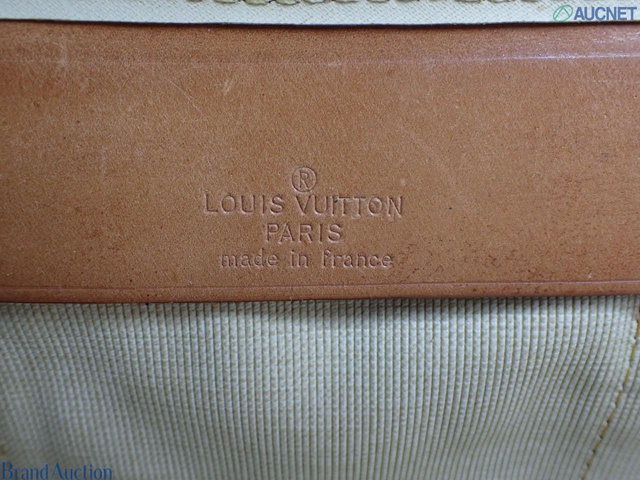 AUCNET
®
LOUIS VUITTON
PARIS
made in france
Brand Auction